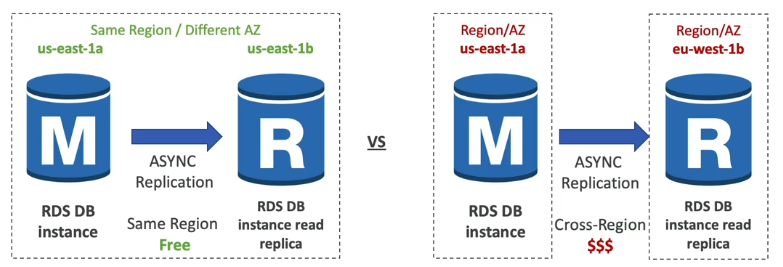 Same Region / Different AZ
us-east-1a
us-east-1b
M
R
ASYNC
Replication
RDS DB
instance
Same Region
Free
RDS DB
instance read
replica
VS
Region/AZ
us-east-1a
Region/AZ
eu-west-1b
M
R
ASYNC
Replication
RDS DB
instance
Cross-Region
$$$
RDS DB
instance read
replica